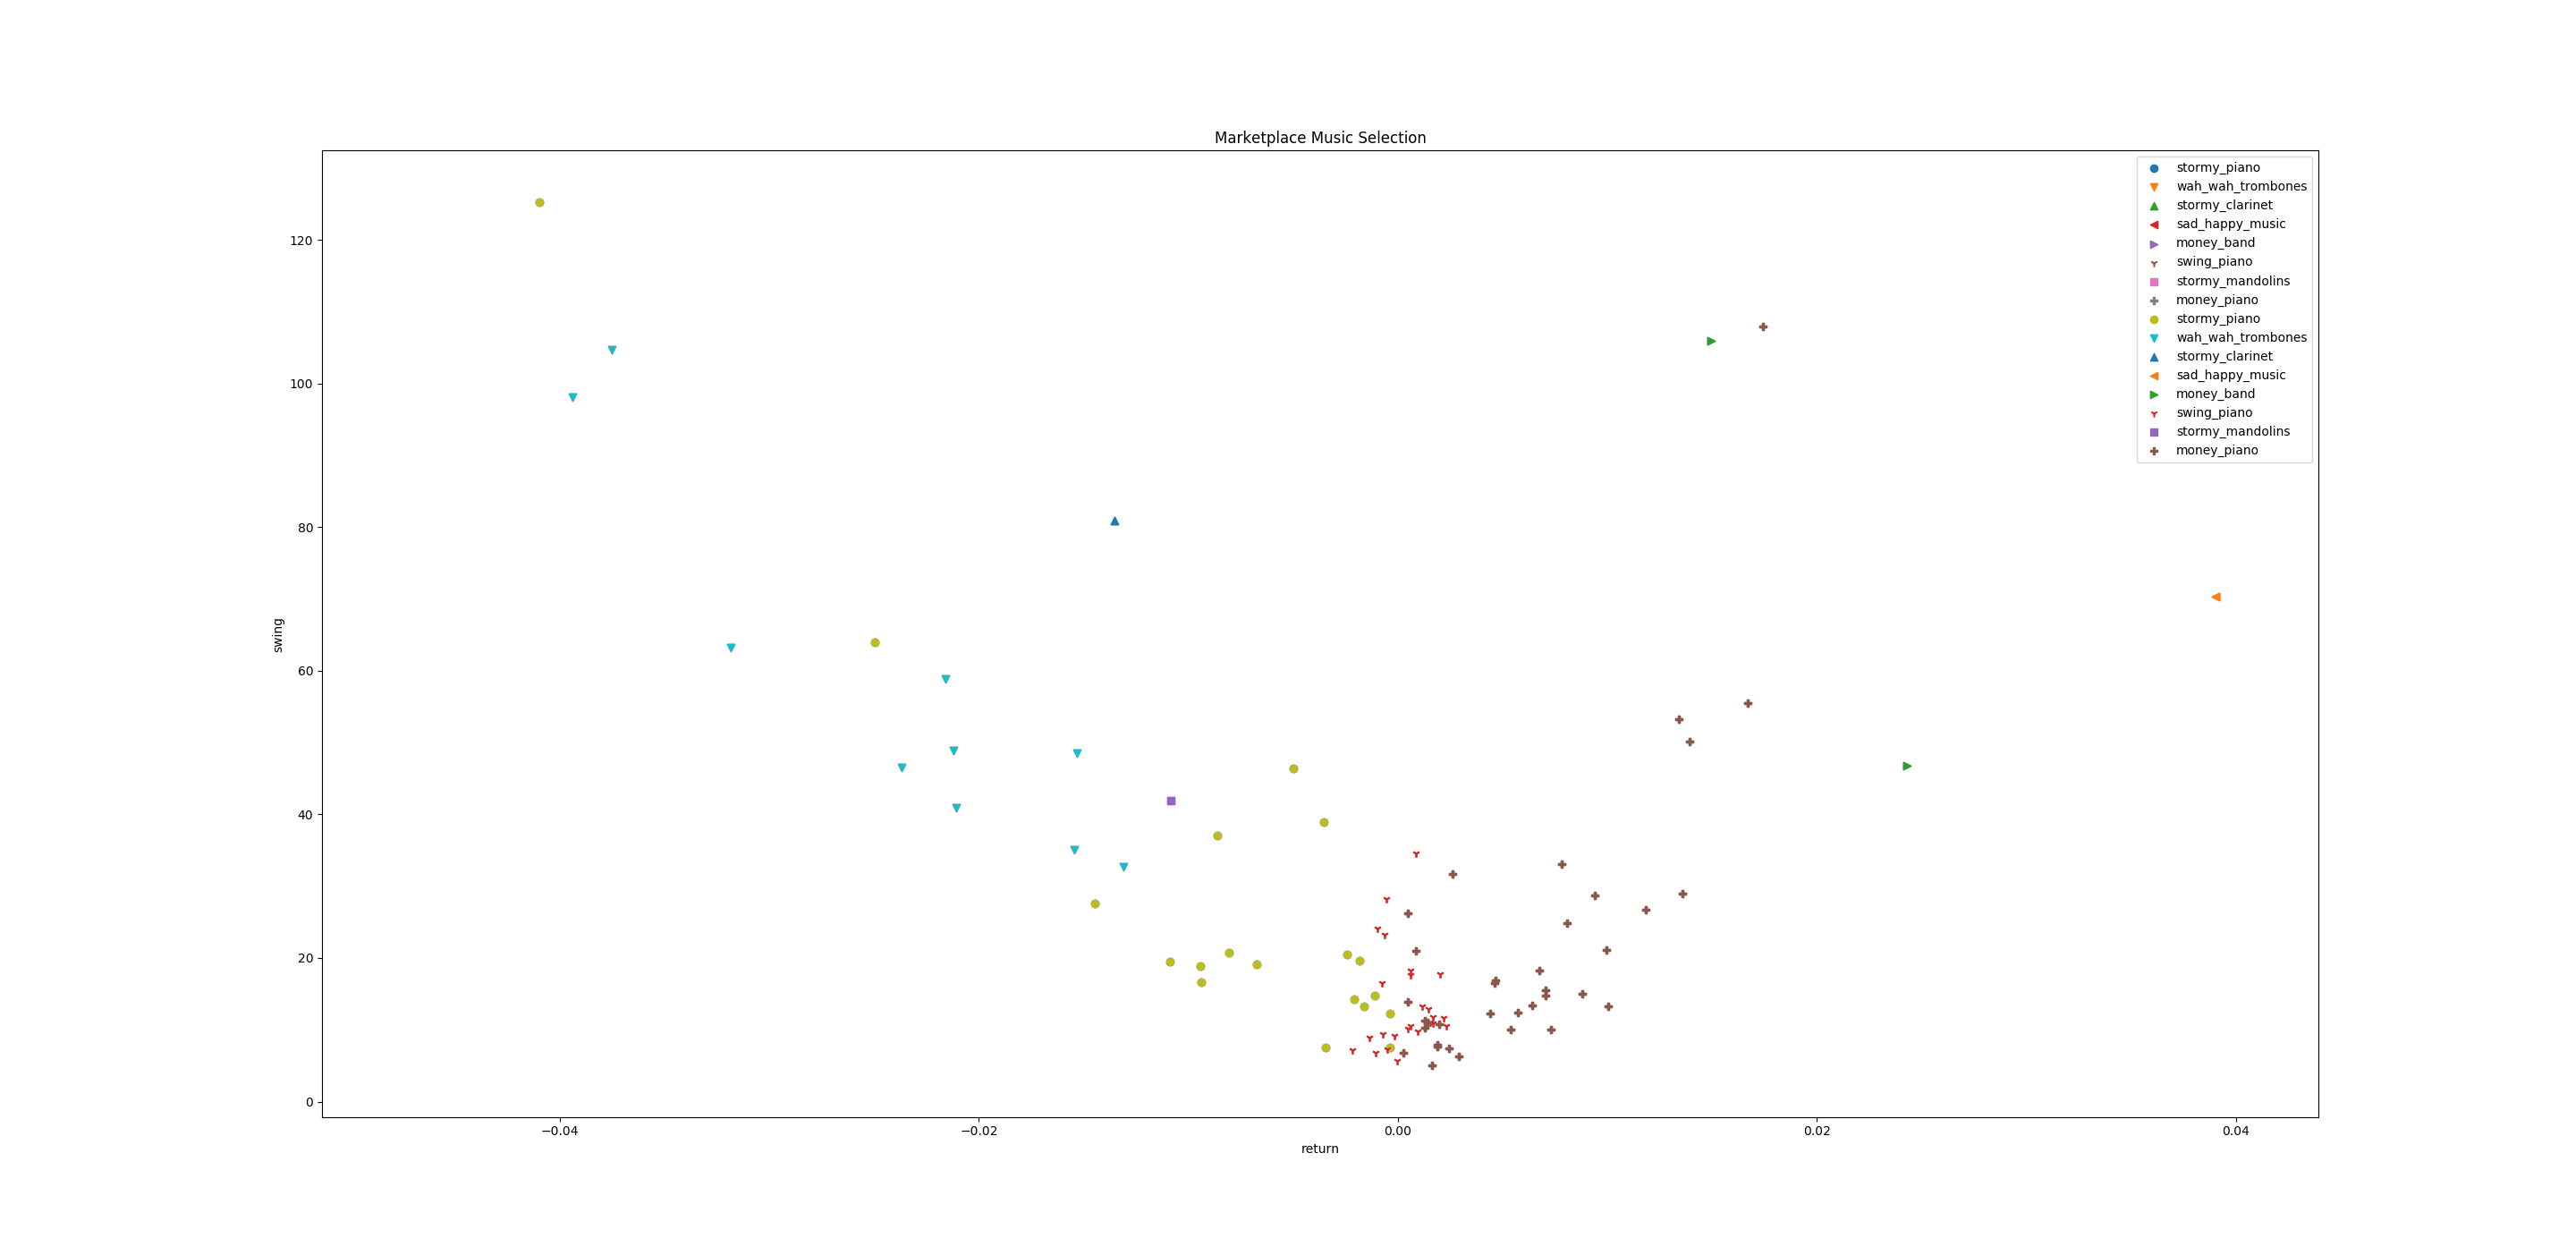 Marketplace Music Selection
stormy_piano
wah_wah_trombones
stormy_clarinet
sad_happy_music
money_band
swing_piano
stormy_mandolins
money_piano
stormy_piano
wah_wah_trombones
stormy_clarinet
sad_happy_music
money_band
swing_piano
stormy_mandolins
money_piano
120
100
80
60
40
20
0
swing
−0.04
−0.02
0.00
0.02
0.04
return